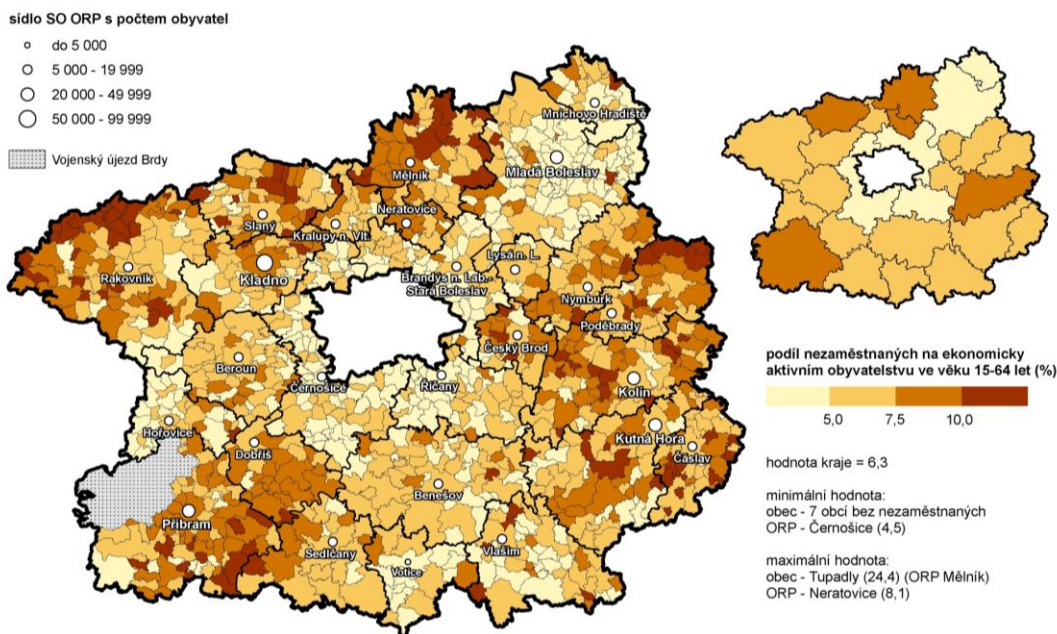 sídlo SO ORP s počtem obyvatel
do 5 000
5 000 - 19 999
20 000 - 49 999
50 000 - 99 999
Vojenský újezd Brdy
Mnichovo Hradiště
Mladá Boleslav
Mělník
Neratovice
Slaný
Kralupy n. Vlt.
Rakovník
Kladno
Lysá n. L.
Brandýs n. Lab.-
Stará Boleslav
Nymburk
Poděbrady
Český Brod
Beroun
Černošice
Říčany
Kolín
Hořovice
Kutná Hora
Dobříš
Čáslav
Benešov
Příbram
Sedlčany
Vlašim
Votice
podíl nezaměstnaných na ekonomicky
aktivním obyvatelstvu ve věku 15-64 let (%)
5,0 7,5 10,0
hodnota kraje = 6,3
minimální hodnota:
obec - 7 obcí bez nezaměstnaných
ORP - Černošice (4,5)
maximální hodnota:
obec - Tupadly (24,4) (ORP Mělník)
ORP - Neratovice (8,1)